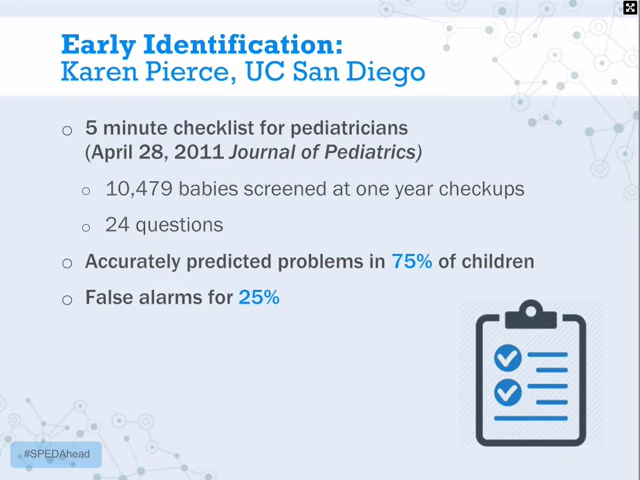 Early Identification:
Karen Pierce, UC San Diego
5 minute checklist for pediatricians
(April 28, 2011 Journal of Pediatrics)
10,479 babies screened at one year checkups
24 questions
Accurately predicted problems in 75% of children
False alarms for 25%
#SPEDAhead